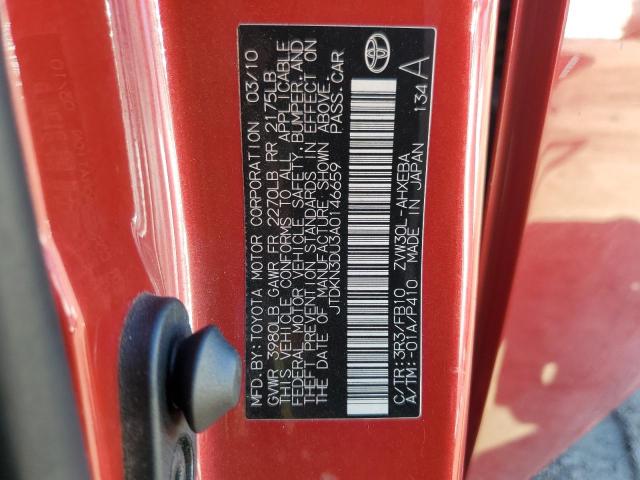 MFD.BY:TOYOTA MOTOR CORPORATION 03/10
GVWR 3980LB GAWR FR 2270LB RR 2175LB
THIS VEHICLE CONFORMS TO ALL APPLICABLE
FEDERAL MOTOR VEHICLE SAFETY, BUMPER, AND
THEFT PREVENTION STANDARDS IN EFFECT ON
THE DATE OF MANUFACTURE SHOWN ABOVE.
JTDKN3DU3A0146659 PASS.CAR
C/TR:3R3/FB10 ZVW30L-AHXEBA
A/TM:-01A/P410 MADE IN JAPAN 134 A